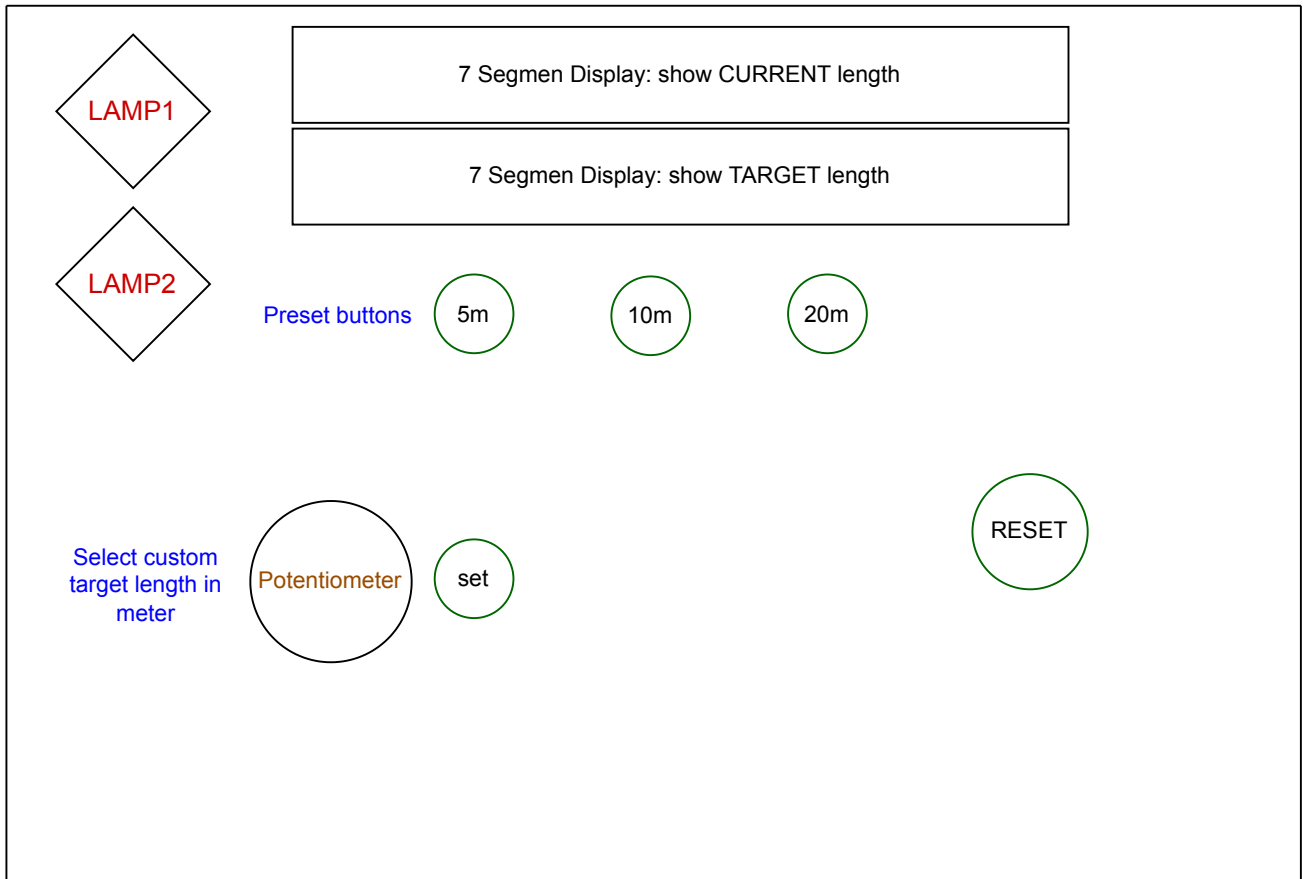 LAMP1
7 Segmen Display: show CURRENT length
7 Segmen Display: show TARGET length
LAMP2
Preset buttons
5m
10m
20m
Select custom
target length in
meter
Potentiometer
set
RESET